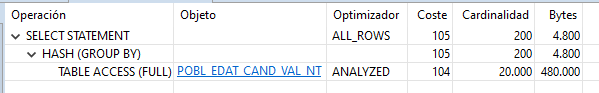 Operación Objeto Optimizador Coste Cardinalidad Bytes
SELECT STATEMENT ALL_ROWS 105 200 4.800
HASH (GROUP BY) 105 200 4.800
TABLE ACCESS (FULL) POBL_EDAT_CAND_VAL_NT ANALYZED 104 20.000 480.000